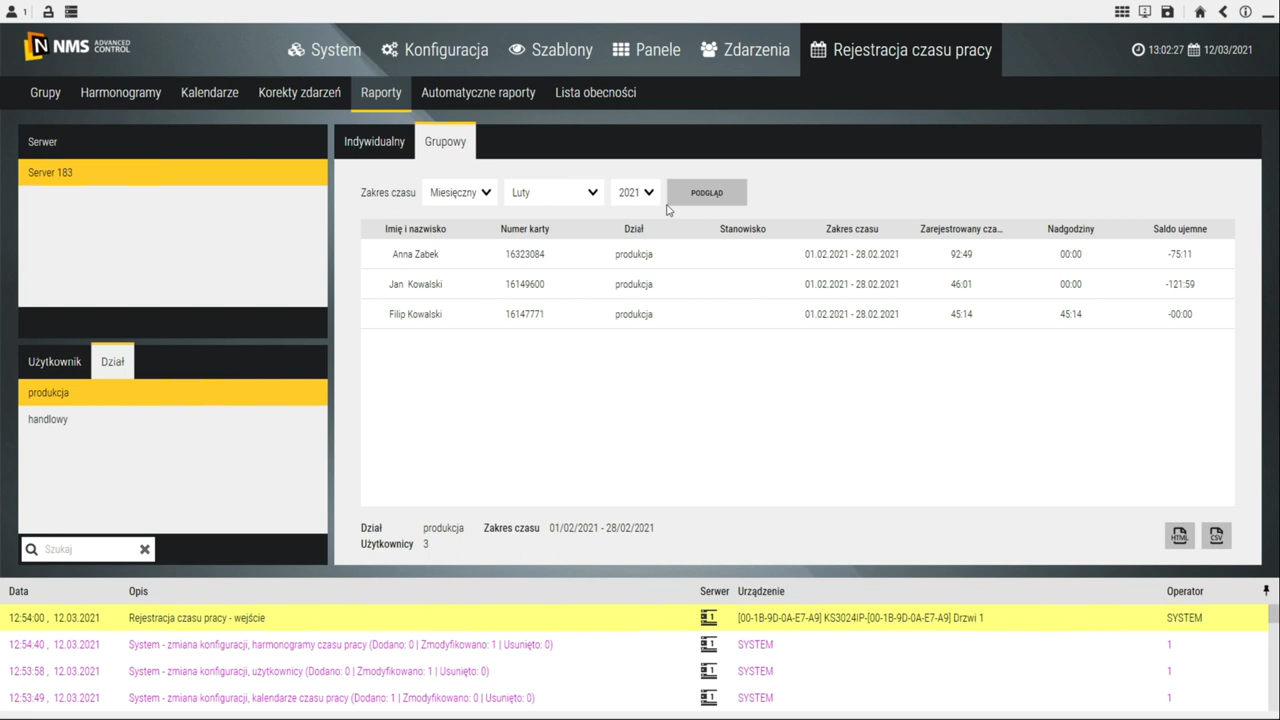 1
NMS ADVANCED CONTROL
System Konfiguracja Szablony Panele Zdarzenia Rejestracja czasu pracy
13:02:27 12/03/2021
Grupy Harmonogramy Kalendarze Korekty zdarzeń Raporty Automatyczne raporty Lista obecności
Serwer
Server 183
Użytkownik Dział
produkcja
handlowy
Szukaj
Indywidualny Grupowy
Zakres czasu Miesięczny Luty 2021 PODGLĄD
Imię i nazwisko Numer karty Dział Stanowisko Zakres czasu Zarejestrowany cza... Nadgodziny Saldo ujemne
Anna Zabek 16323084 produkcja 01.02.2021 - 28.02.2021 92:49 00:00 -75:11
Jan Kowalski 16149600 produkcja 01.02.2021 - 28.02.2021 46:01 00:00 -121:59
Filip Kowalski 16147771 produkcja 01.02.2021 - 28.02.2021 45:14 45:14 -00:00
Dział produkcja Zakres czasu 01/02/2021 - 28/02/2021
Użytkownicy 3
HTML CSV
Data Opis Serwer Urządzenie Operator
12:54:00 , 12.03.2021 Rejestracja czasu pracy - wejście 1 [00-1B-9D-0A-E7-A9] KS3024IP-[00-1B-9D-0A-E7-A9] Drzwi 1 SYSTEM
12:54:40 , 12.03.2021 System - zmiana konfiguracji, harmonogramy czasu pracy (Dodano: 0 | Zmodyfikowano: 1 | Usunięto: 0) 1 SYSTEM 1
12:53:58 , 12.03.2021 System - zmiana konfiguracji, użytkownicy (Dodano: 0 | Zmodyfikowano: 1 | Usunięto: 0) 1 SYSTEM 1
12:53:49 , 12.03.2021 System - zmiana konfiguracji, kalendarze czasu pracy (Dodano: 1 | Zmodyfikowano: 0 | Usunięto: 0) 1 SYSTEM 1